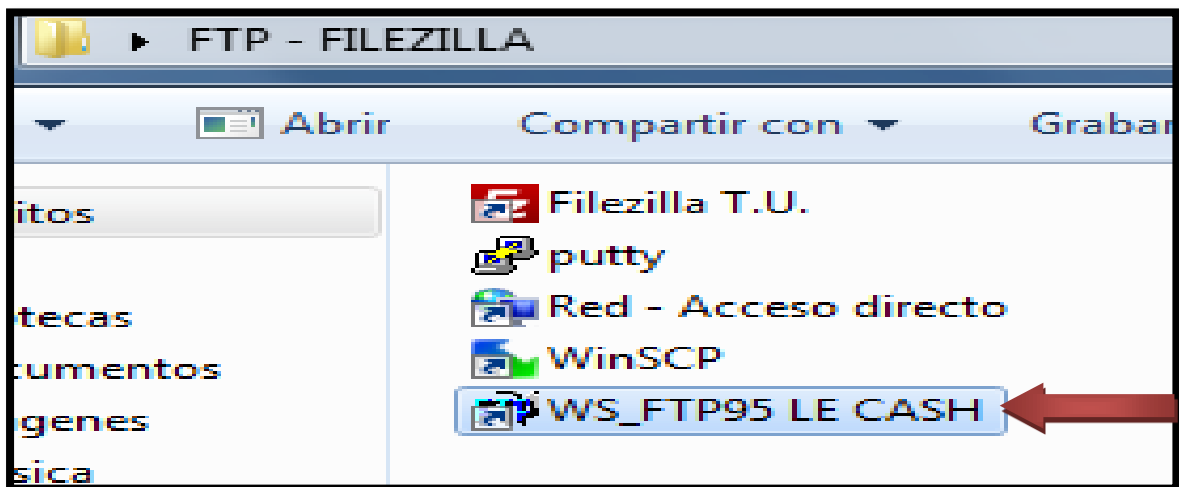 FTP - FILEZILLA
Abrir Compartir con Grabar
itos
Filezilla T.U.
putty
tecas
Red - Acceso directo
cumentos
WinSCP
genes
WS_FTP95 LE CASH
sica